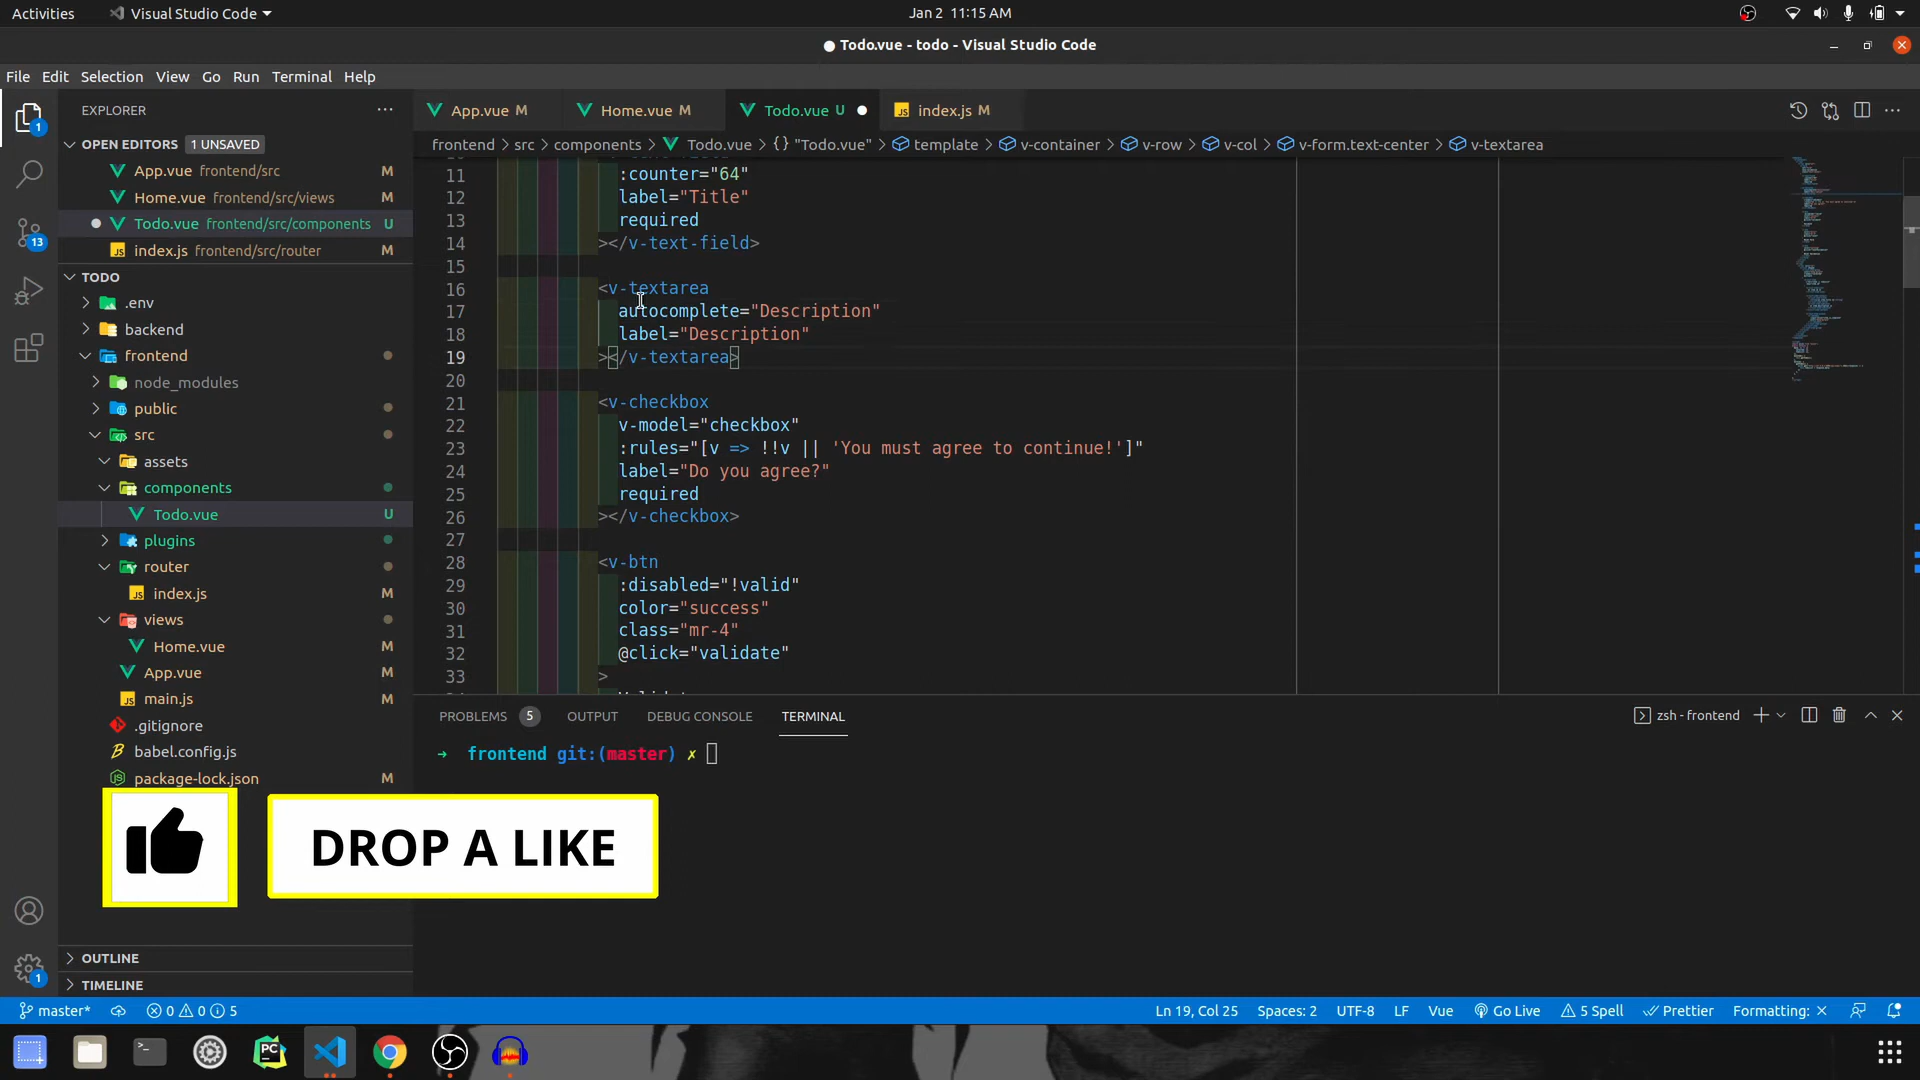 Activities Visual Studio Code Jan 2 11:15 AM
Todo.vue - todo - Visual Studio Code
File Edit Selection View Go Run Terminal Help
EXPLORER
App.vue M Home.vue M Todo.vue U index.js M
OPEN EDITORS 1 UNSAVED
frontend > src > components > Todo.vue > {} "Todo.vue" > template > v-container > v-row > v-col > v-form.text-center > v-textarea
App.vue frontend/src M
Home.vue frontend/src/views M
Todo.vue frontend/src/components U
index.js frontend/src/router M
TODO
.env
backend
frontend
node_modules
public
src
assets
components
Todo.vue U
plugins
router
index.js
views
Home.vue M
App.vue M
main.js M
.gitignore
babel.config.js
package-lock.json M
OUTLINE
TIMELINE
11 :counter="64"
12 label="Title"
13 required
14 ></v-text-field>
15
16 <v-textarea
17 autocomplete="Description"
18 label="Description"
19 ></v-textarea>
20
21 <v-checkbox
22 v-model="checkbox"
23 :rules="[v => !!v || 'You must agree to continue!']"
24 label="Do you agree?"
25 required
26 ></v-checkbox>
27
28 <v-btn
29 :disabled="!valid"
30 color="success"
31 class="mr-4"
32 @click="validate"
33 >
PROBLEMS 5 OUTPUT DEBUG CONSOLE TERMINAL zsh - frontend
→ frontend git:(master) ✗
DROP A LIKE
master* 0 0 5 Ln 19, Col 25 Spaces: 2 UTF-8 LF Vue Go Live 5 Spell Prettier Formatting: ×
1
13
1
PC